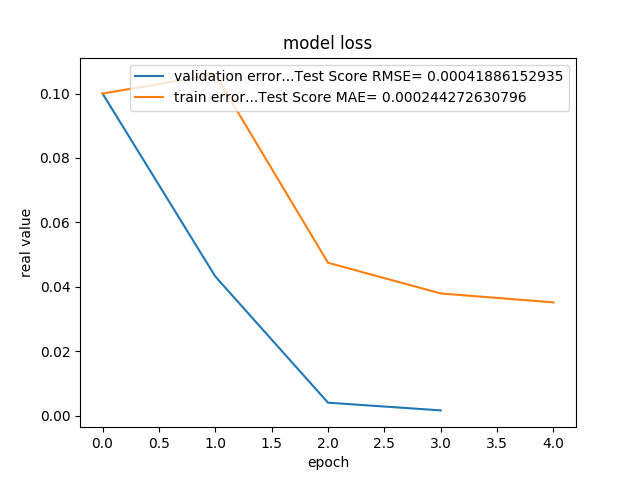 model loss
validation error...Test Score RMSE= 0.00041886152935
train error...Test Score MAE= 0.000244272630796
0.10
0.08
0.06
0.04
0.02
0.00
real value
0.0 0.5 1.0 1.5 2.0 2.5 3.0 3.5 4.0
epoch